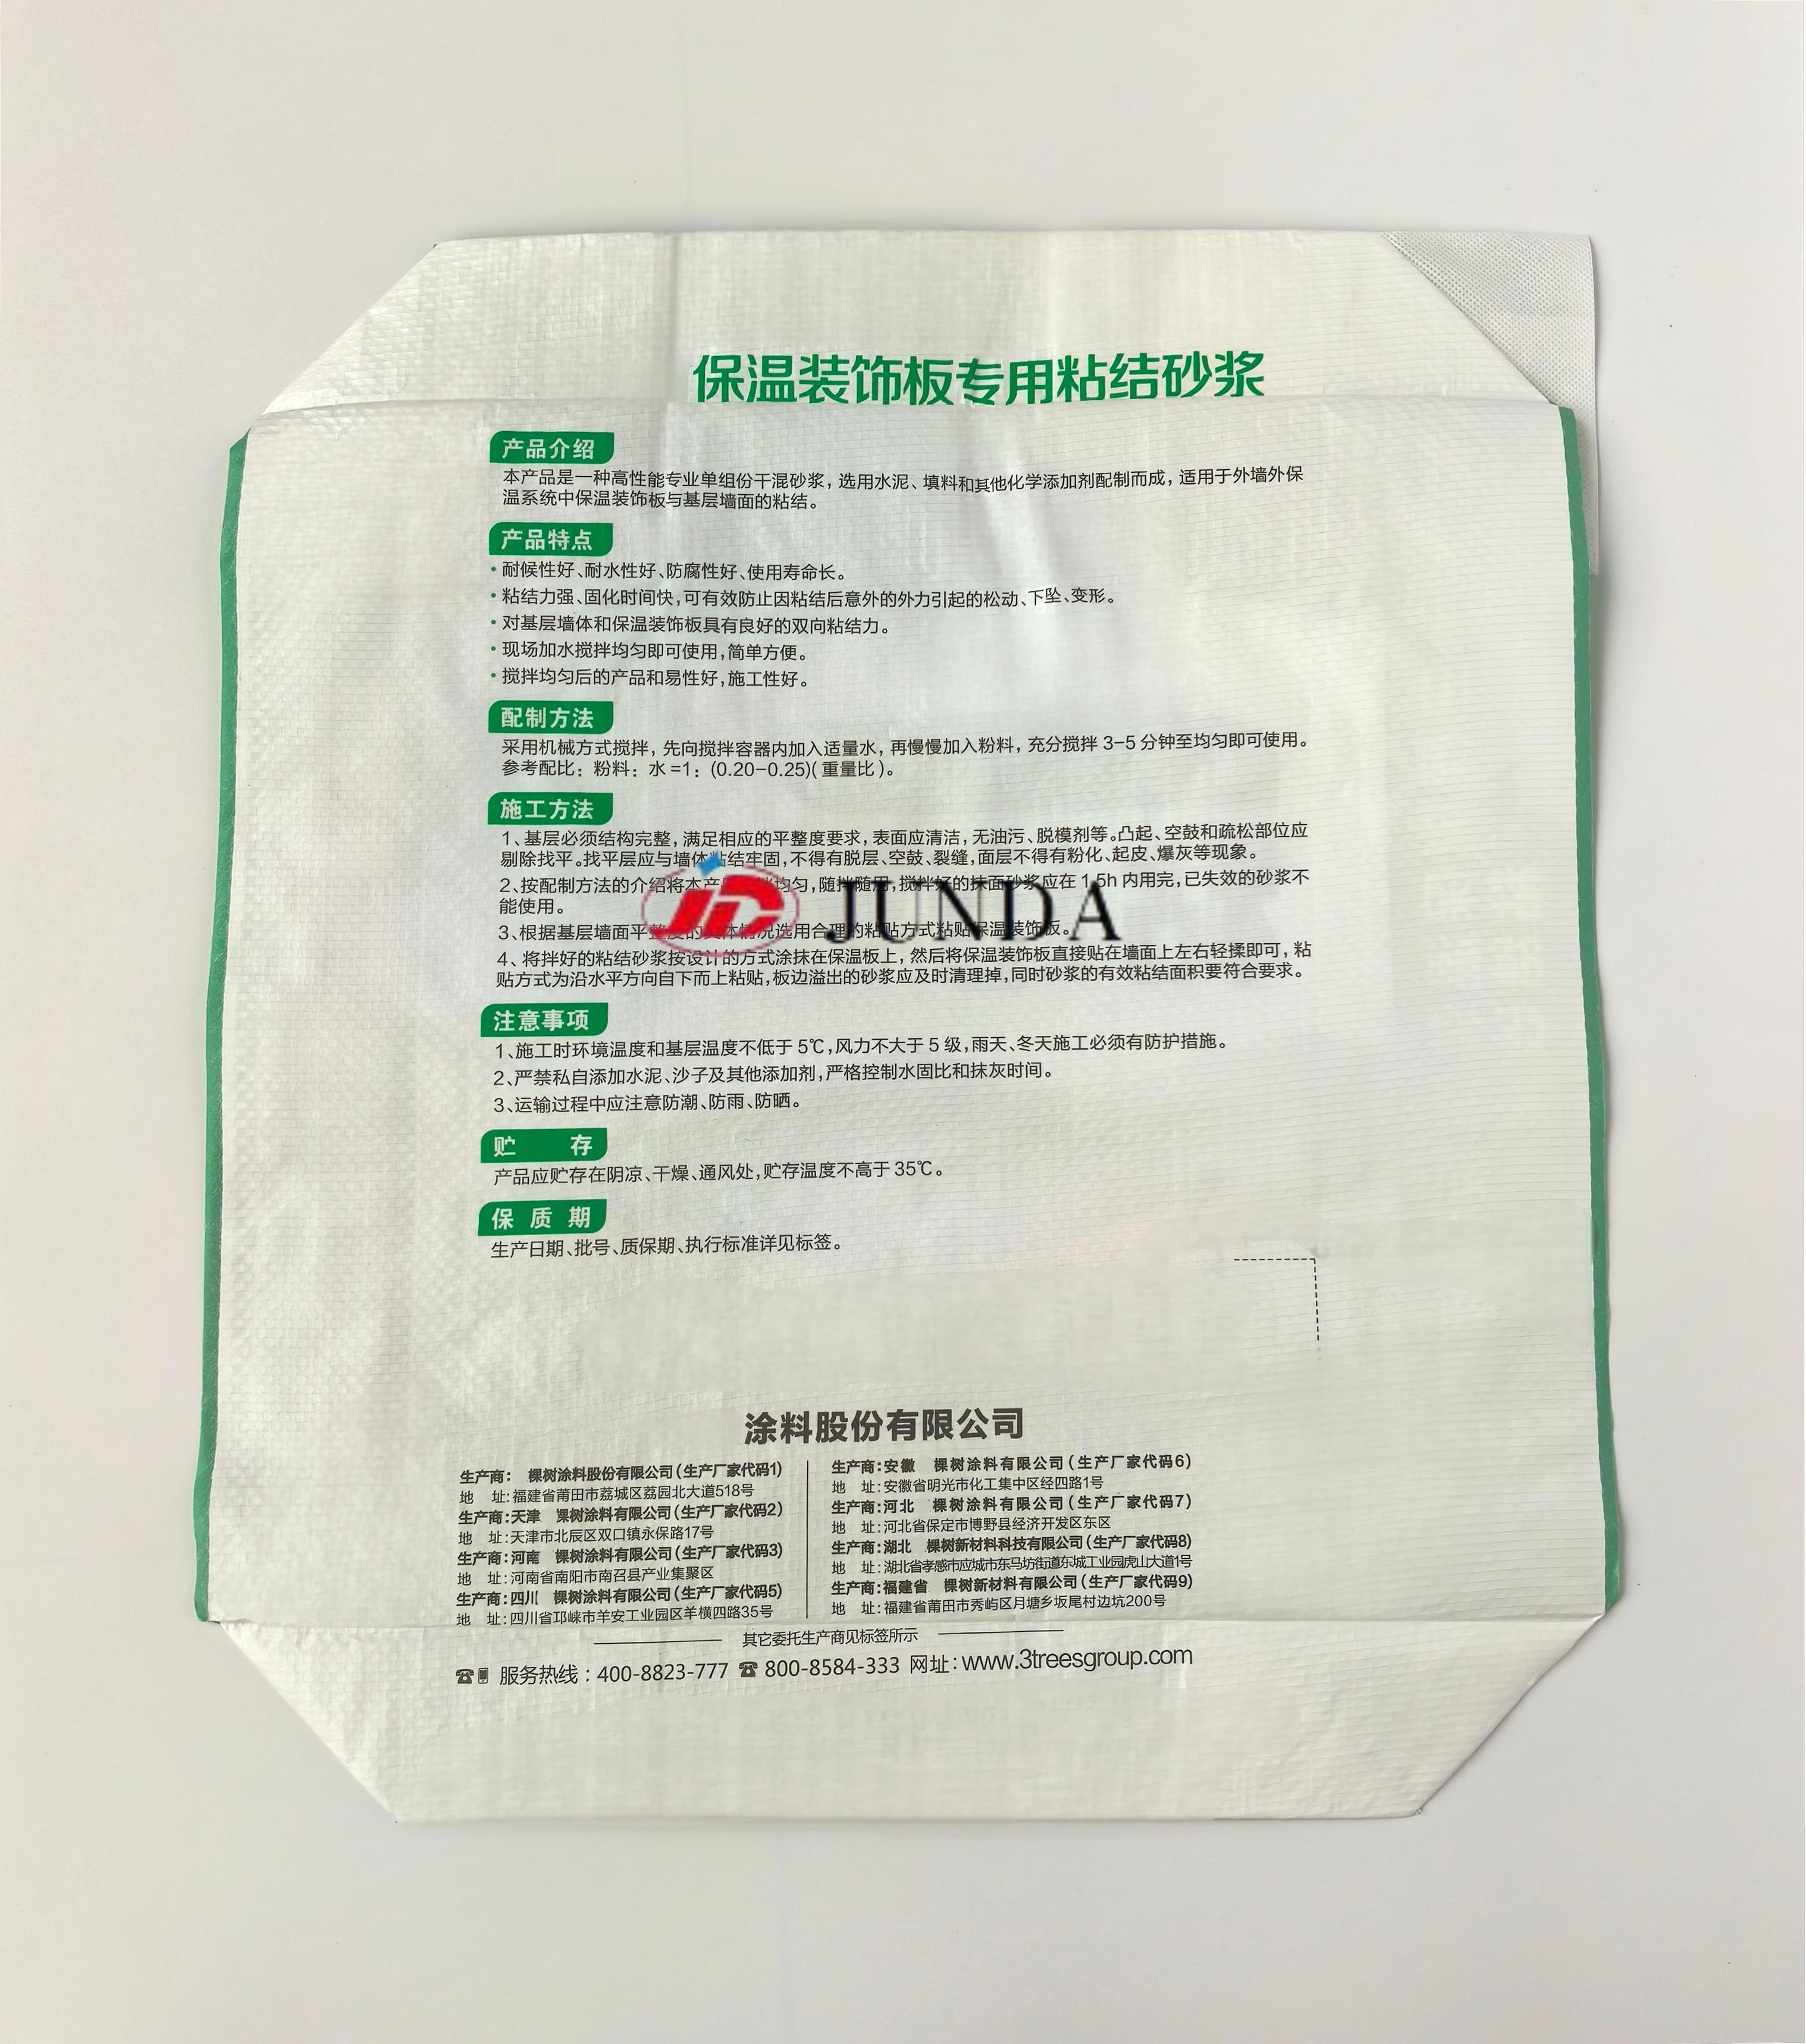 保温装饰板专用粘结砂浆
产品介绍
本产品是一种高性能专业单组份干混砂浆，选用水泥、填料和其他化学添加剂配制而成，适用于外墙外保
温系统中保温装饰板与基层墙面的粘结。
产品特点
·耐候性好、耐水性好、防腐性好、使用寿命长。
·粘结力强、固化时间快，可有效防止因粘结后意外的外力引起的松动、下坠、变形。
·对基层墙体和保温装饰板具有良好的双向粘结力。
·现场加水搅拌均匀即可使用，简单方便。
·搅拌均匀后的产品和易性好，施工性好。
配制方法
采用机械方式搅拌，先向搅拌容器内加入适量水，再慢慢加入粉料，充分搅拌 3-5 分钟至均匀即可使用。
参考配比：粉料：水 =1：(0.20-0.25)( 重量比 )。
施工方法
1、基层必须结构完整，满足相应的平整度要求，表面应清洁，无油污、脱模剂等。凸起、空鼓和疏松部位应
剔除找平。找平层应与墙体粘结牢固，不得有脱层、空鼓、裂缝，面层不得有粉化、起皮、爆灰等现象。
2、按配制方法的介绍将本产 均匀，随拌随用，搅拌好的抹面砂浆应在 1.5h 内用完，已失效的砂浆不
能使用。
JUNDA
3、根据基层墙面平整度的具体情况选用合理的粘贴方式粘贴保温装饰板。
4、将拌好的粘结砂浆按设计的方式涂抹在保温板上，然后将保温装饰板直接贴在墙面上左右轻揉即可，粘
贴方式为沿水平方向自下而上粘贴，板边溢出的砂浆应及时清理掉，同时砂浆的有效粘结面积要符合要求。
注意事项
1、施工时环境温度和基层温度不低于 5℃，风力不大于 5 级，雨天、冬天施工必须有防护措施。
2、严禁私自添加水泥、沙子及其他添加剂，严格控制水固比和抹灰时间。
3、运输过程中应注意防潮、防雨、防晒。
贮 存
产品应贮存在阴凉、干燥、通风处，贮存温度不高于 35℃。
保 质 期
生产日期、批号、质保期、执行标准详见标签。
涂料股份有限公司
生产商： 棵树涂料股份有限公司（生产厂家代码1）
地 址：福建省莆田市荔城区荔园北大道518号
生产商：天津 棵树涂料有限公司（生产厂家代码2）
地 址：天津市北辰区双口镇永保路17号
生产商：河南 棵树涂料有限公司（生产厂家代码3）
地 址：河南省南阳市南召县产业集聚区
生产商：四川 棵树涂料有限公司（生产厂家代码5）
地 址：四川省邛崃市羊安工业园区羊横四路35号
生产商：安徽 棵树涂料有限公司（生产厂家代码6）
地 址：安徽省明光市化工集中区经四路1号
生产商：河北 棵树涂料有限公司（生产厂家代码7）
地 址：河北省保定市博野县经济开发区东区
生产商：湖北 棵树新材料科技有限公司（生产厂家代码8）
地 址：湖北省孝感市应城市东马坊街道东城工业园虎山大道1号
生产商：福建省 棵树新材料有限公司（生产厂家代码9）
地 址：福建省莆田市秀屿区月塘乡坂尾村边坑200号
其它委托生产商见标签所示
☎ 服务热线：400-8823-777 ☎ 800-8584-333 网址：www.3treesgroup.com